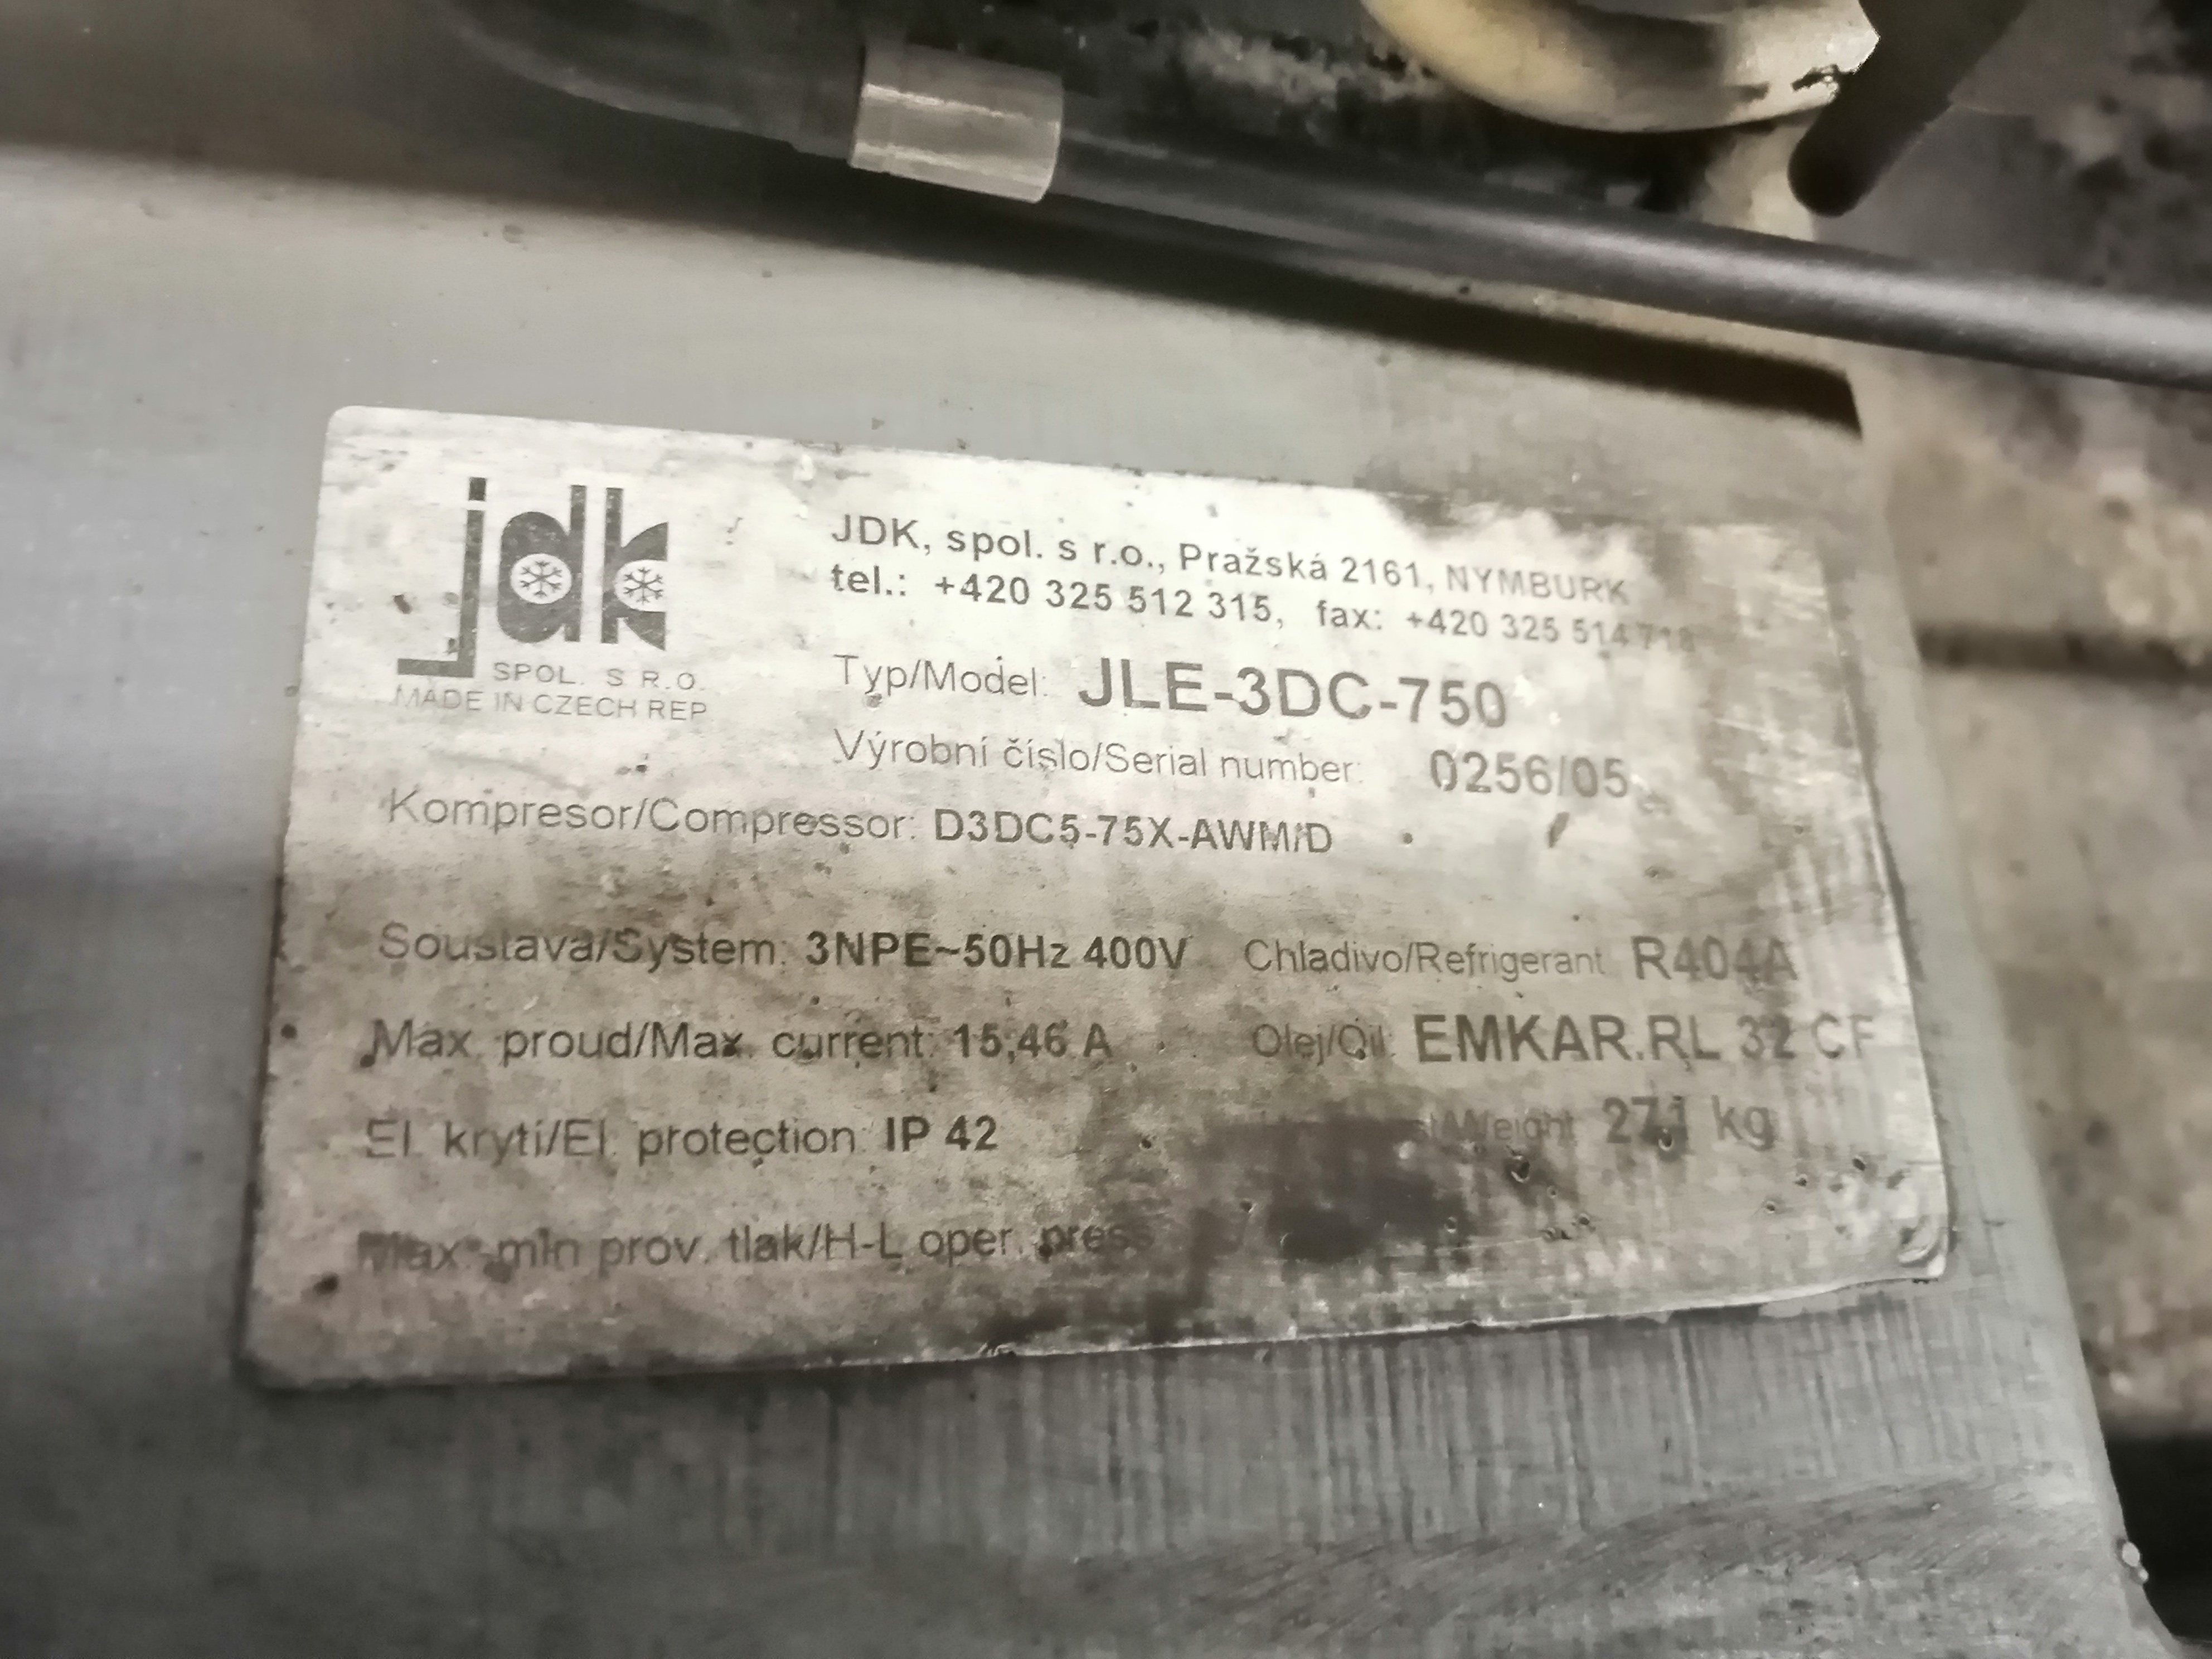 jdk
SPOL. S R.O.
MADE IN CZECH REP
JDK, spol. s r.o., Pražská 2161, NYMBURK
tel.: +420 325 512 315, fax: +420 325 514
Typ/Model: JLE-3DC-750
Výrobní číslo/Serial number: 0256/05
Kompresor/Compressor: D3DC5-75X-AWM/D
Soustava/System: 3NPE~50Hz 400V Chladivo/Refrigerant R404A
Max. proud/Max. current: 15,46 A Olej/Oil: EMKAR.RL 32 CF
El. krytí/El. protection: IP 42 Weight 271 kg
Max.-min prov. tlak/H-L oper. press